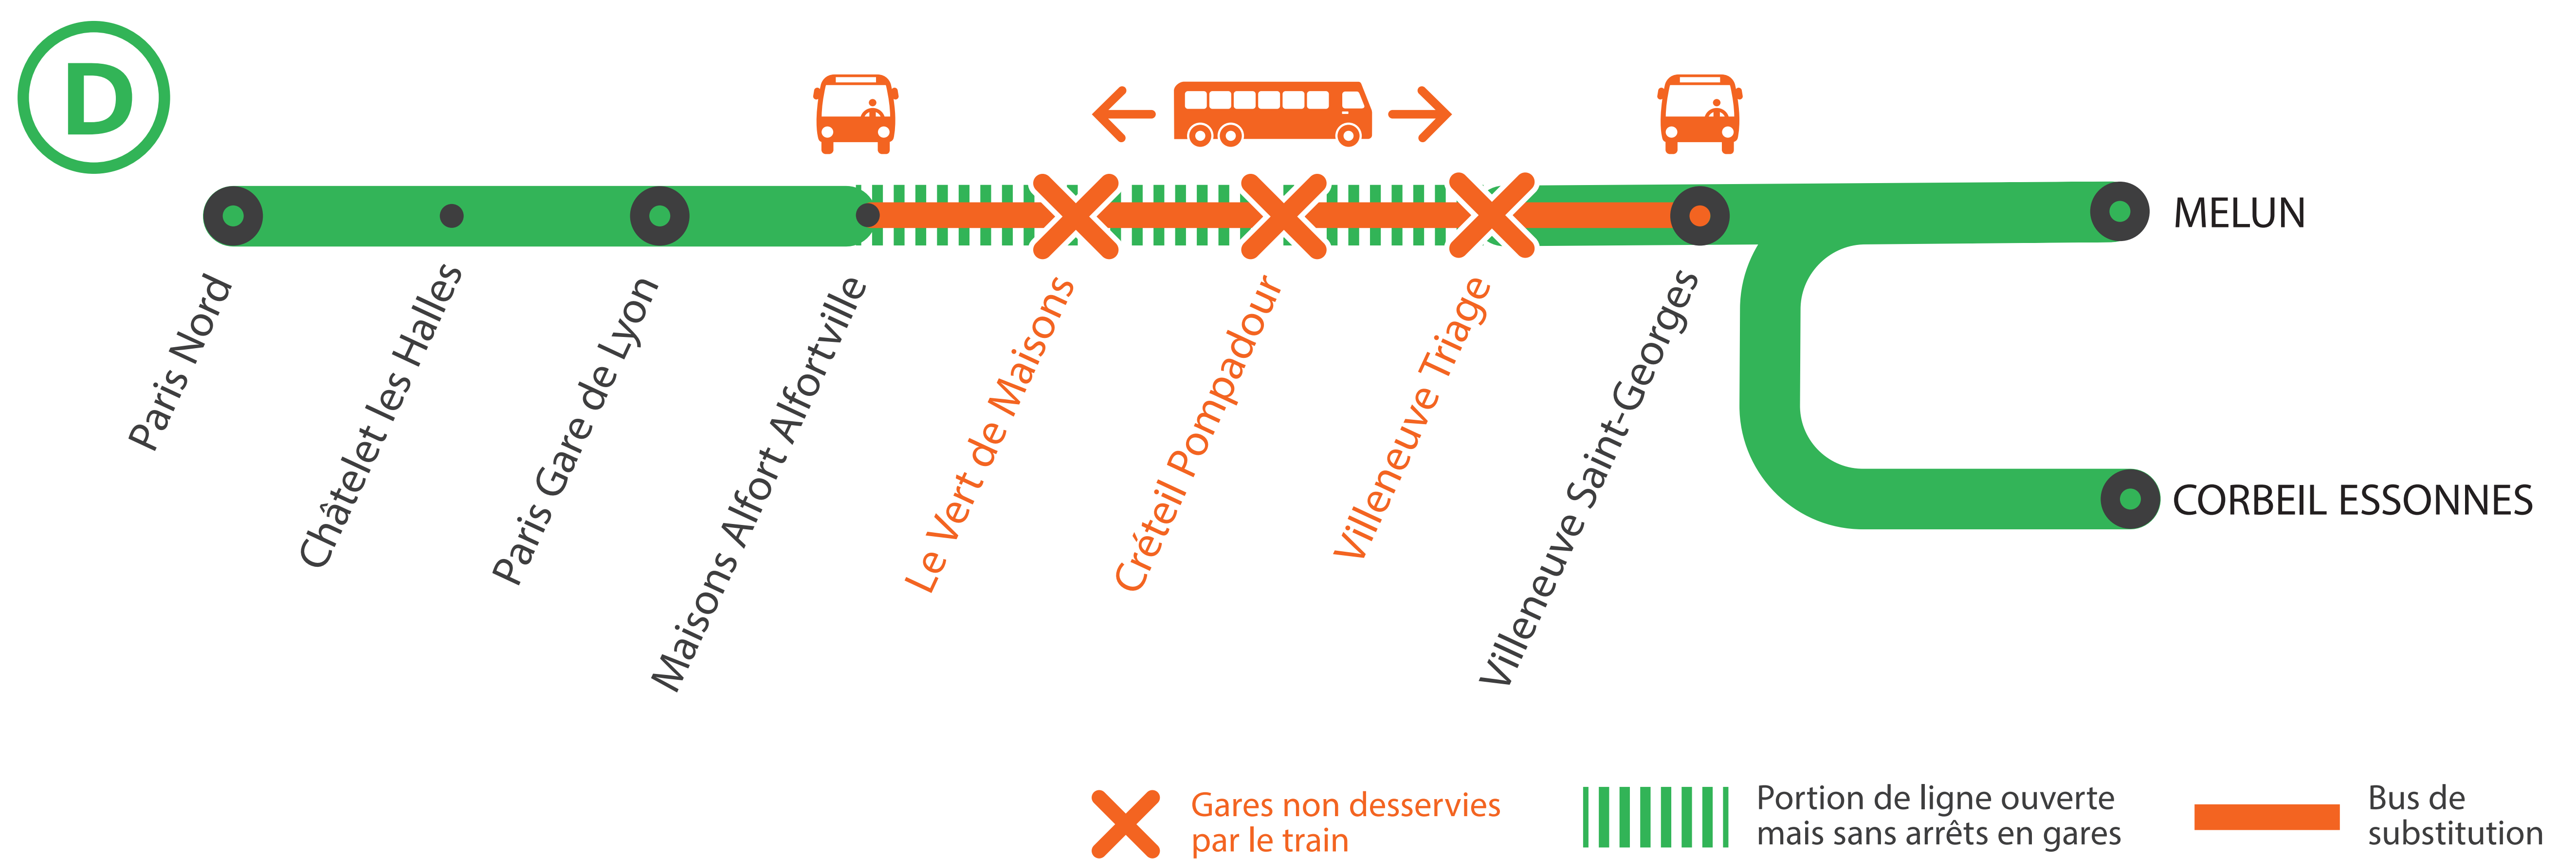 D
Paris Nord
Châtelet les Halles
Paris Gare de Lyon
Maisons Alfort Alfortville
Le Vert de Maisons
Créteil Pompadour
Villeneuve Triage
Villeneuve Saint-Georges
MELUN
CORBEIL ESSONNES
Gares non desservies
par le train
Portion de ligne ouverte
mais sans arrêts en gares
Bus de
substitution